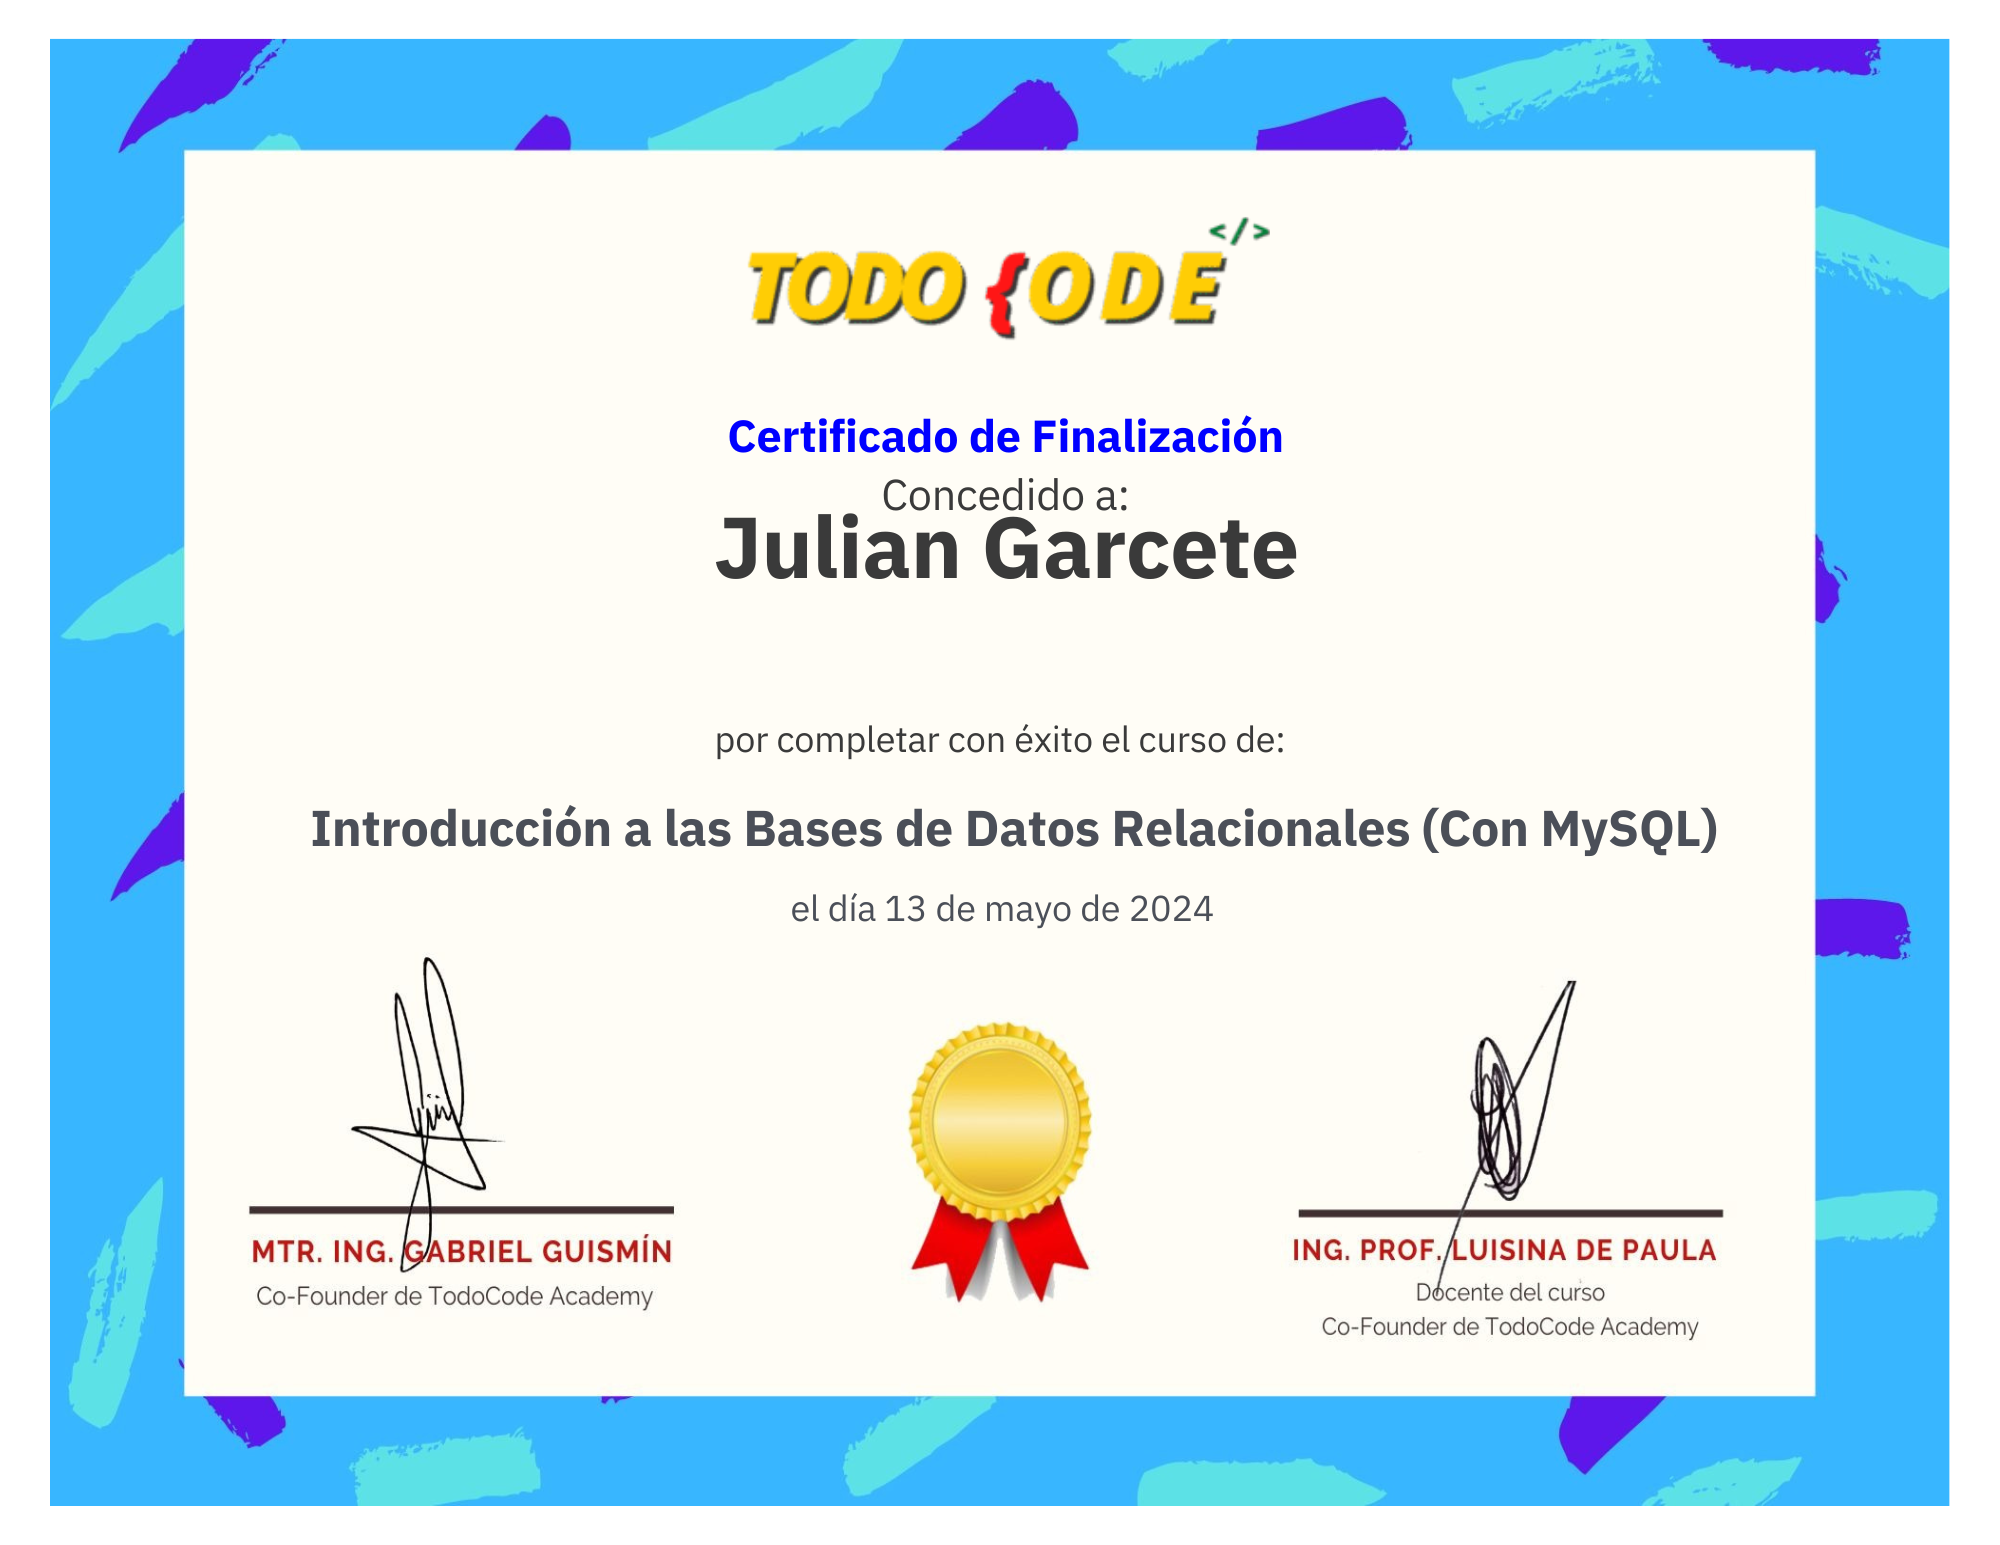 TODO {ODE </>
Certificado de Finalización
Concedido a:
Julian Garcete
por completar con éxito el curso de:
Introducción a las Bases de Datos Relacionales (Con MySQL)
el día 13 de mayo de 2024
MTR. ING. GABRIEL GUISMÍN
Co-Founder de TodoCode Academy
ING. PROF. LUISINA DE PAULA
Docente del curso
Co-Founder de TodoCode Academy